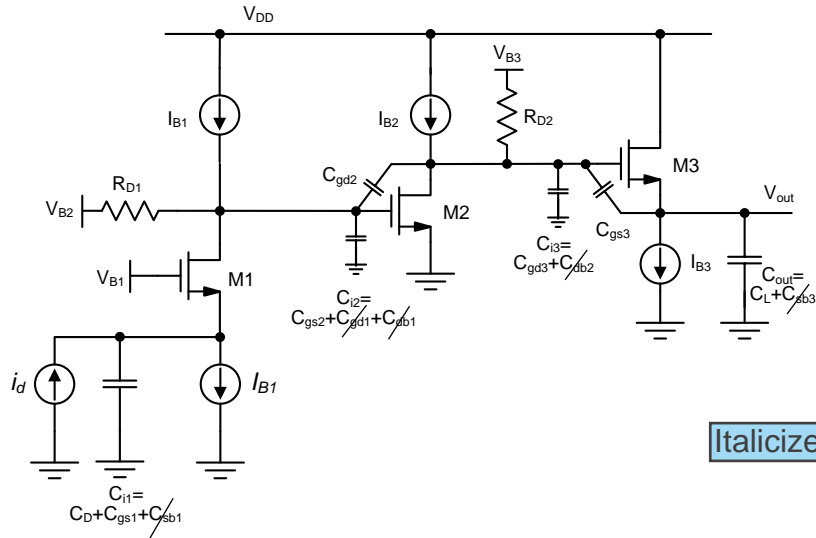 VDD
VB3
IB1
IB2
RD2
RD1
Cgd2
M3
VB2
M2
Vout
Cgs3
VB1
M1
Ci3=
Cgd3+Cdb2
IB3
Cout=
CL+Csb3
Ci2=
Cgs2+Cgd1+Cdb1
id
IB1
Italicize
Ci1=
CD+Cgs1+Csb1